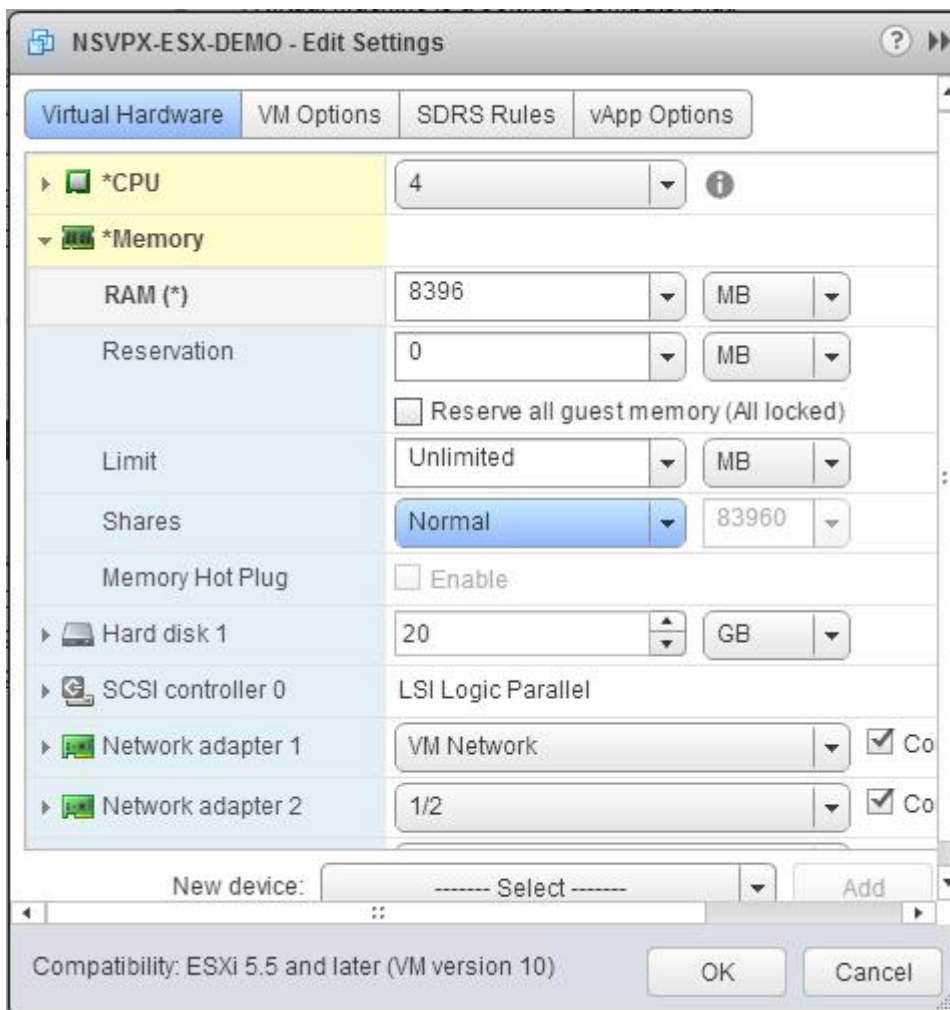 NSVPX-ESX-DEMO - Edit Settings
Virtual Hardware VM Options SDRS Rules vApp Options
*CPU 4
*Memory
RAM (*) 8396 MB
Reservation 0 MB
Reserve all guest memory (All locked)
Limit Unlimited MB
Shares Normal 83960
Memory Hot Plug Enable
Hard disk 1 20 GB
SCSI controller 0 LSI Logic Parallel
Network adapter 1 VM Network Co
Network adapter 2 1/2 Co
New device: ------- Select ------- Add
Compatibility: ESXi 5.5 and later (VM version 10) OK Cancel